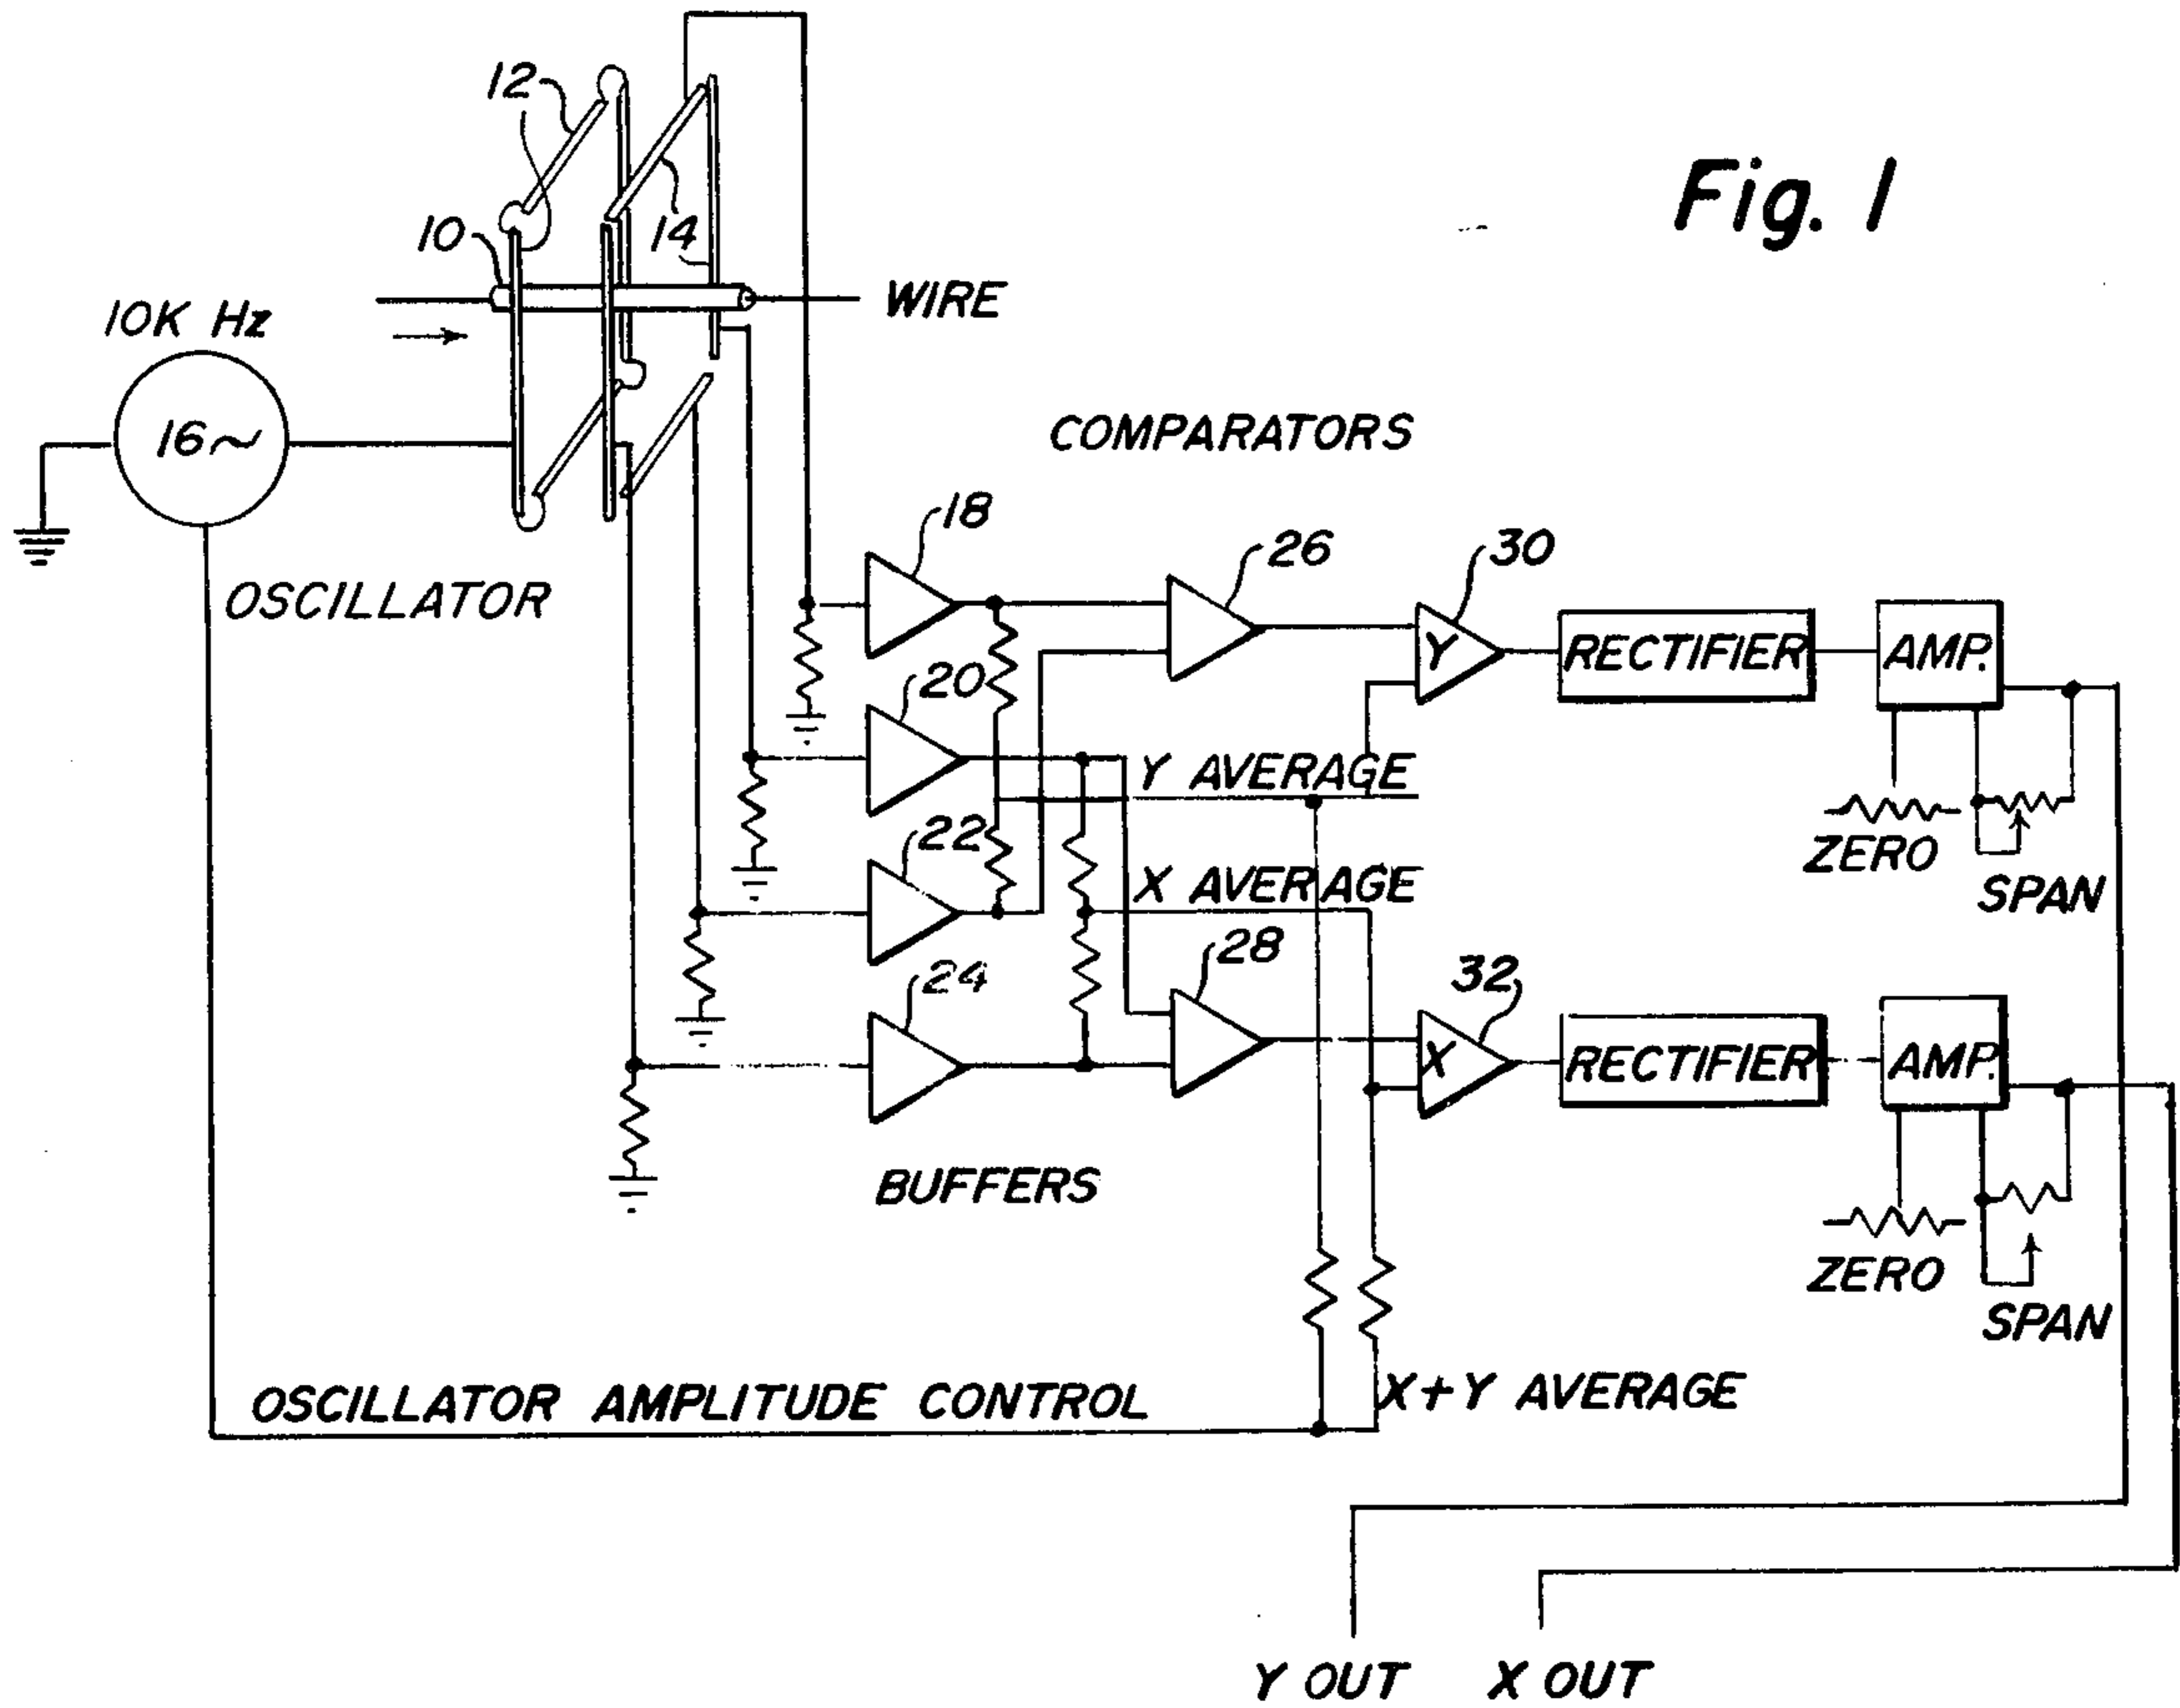 Fig. 1
12
10
14
WIRE
10K Hz
16~
COMPARATORS
OSCILLATOR
18
26
30
Y
RECTIFIER
AMP.
20
Y AVERAGE
ZERO
SPAN
22
X AVERAGE
24
28
32
X
RECTIFIER
AMP.
BUFFERS
ZERO
SPAN
OSCILLATOR AMPLITUDE CONTROL
X+Y AVERAGE
Y OUT
X OUT